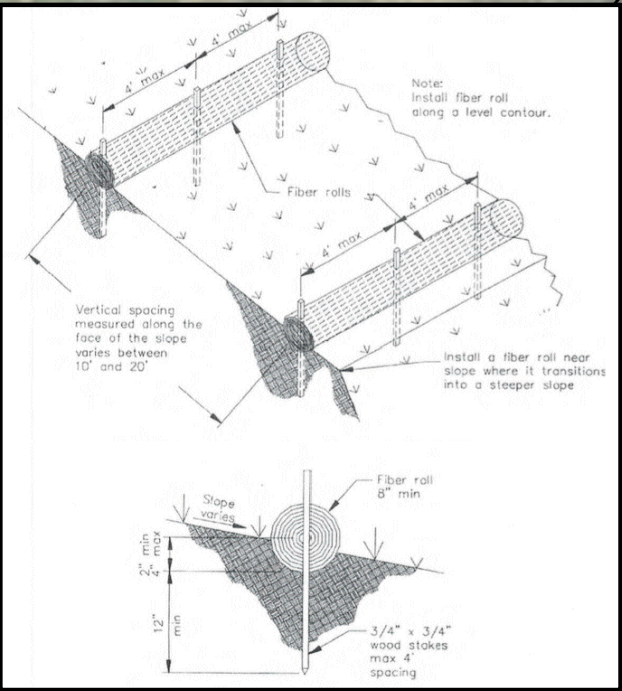 4' max
4' max
Note:
Install fiber roll
along a level contour.
Fiber rolls
4' max
4' max
Vertical spacing
measured along the
face of the slope
varies between
10' and 20'
Install a fiber roll near
slope where it transitions
into a steeper slope
Fiber roll
8" min
Slope
varies
2" min
4" max
12"
min
3/4" x 3/4"
wood stakes
max 4'
spacing